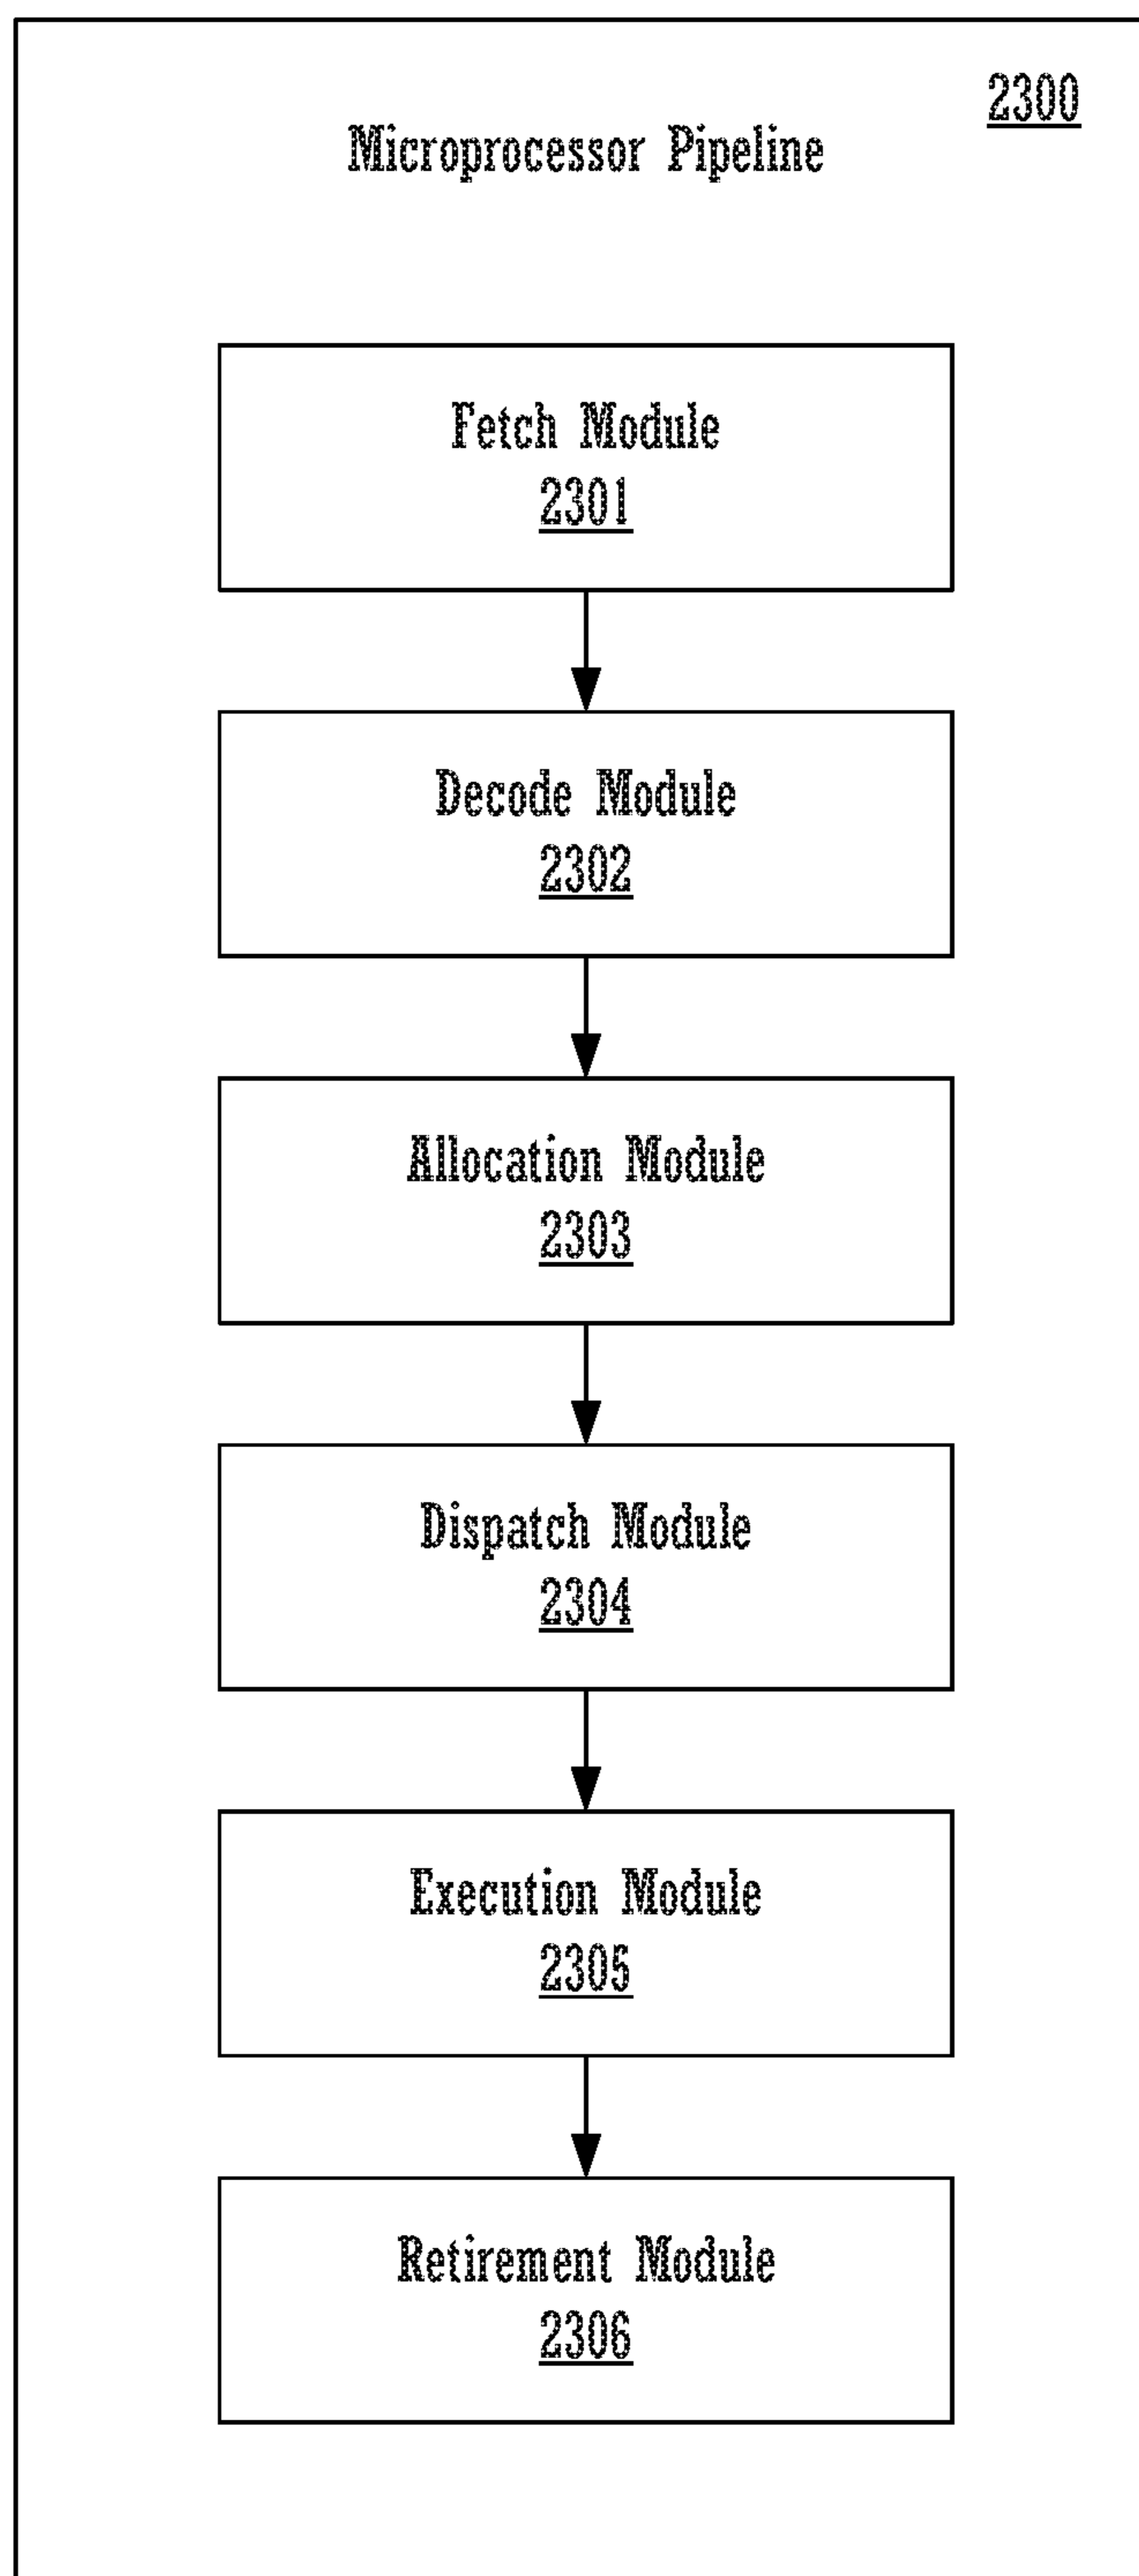 2300
Microprocessor Pipeline
Fetch Module
2301
Decode Module
2302
Allocation Module
2303
Dispatch Module
2304
Execution Module
2305
Retirement Module
2306